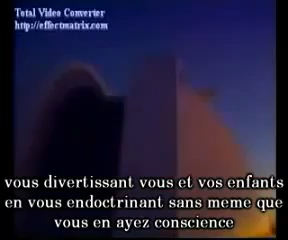 Total Video Converter
http://effectmatrix.com
vous divertissant vous et vos enfants
en vous endoctrinant sans meme que
vous en ayez conscience